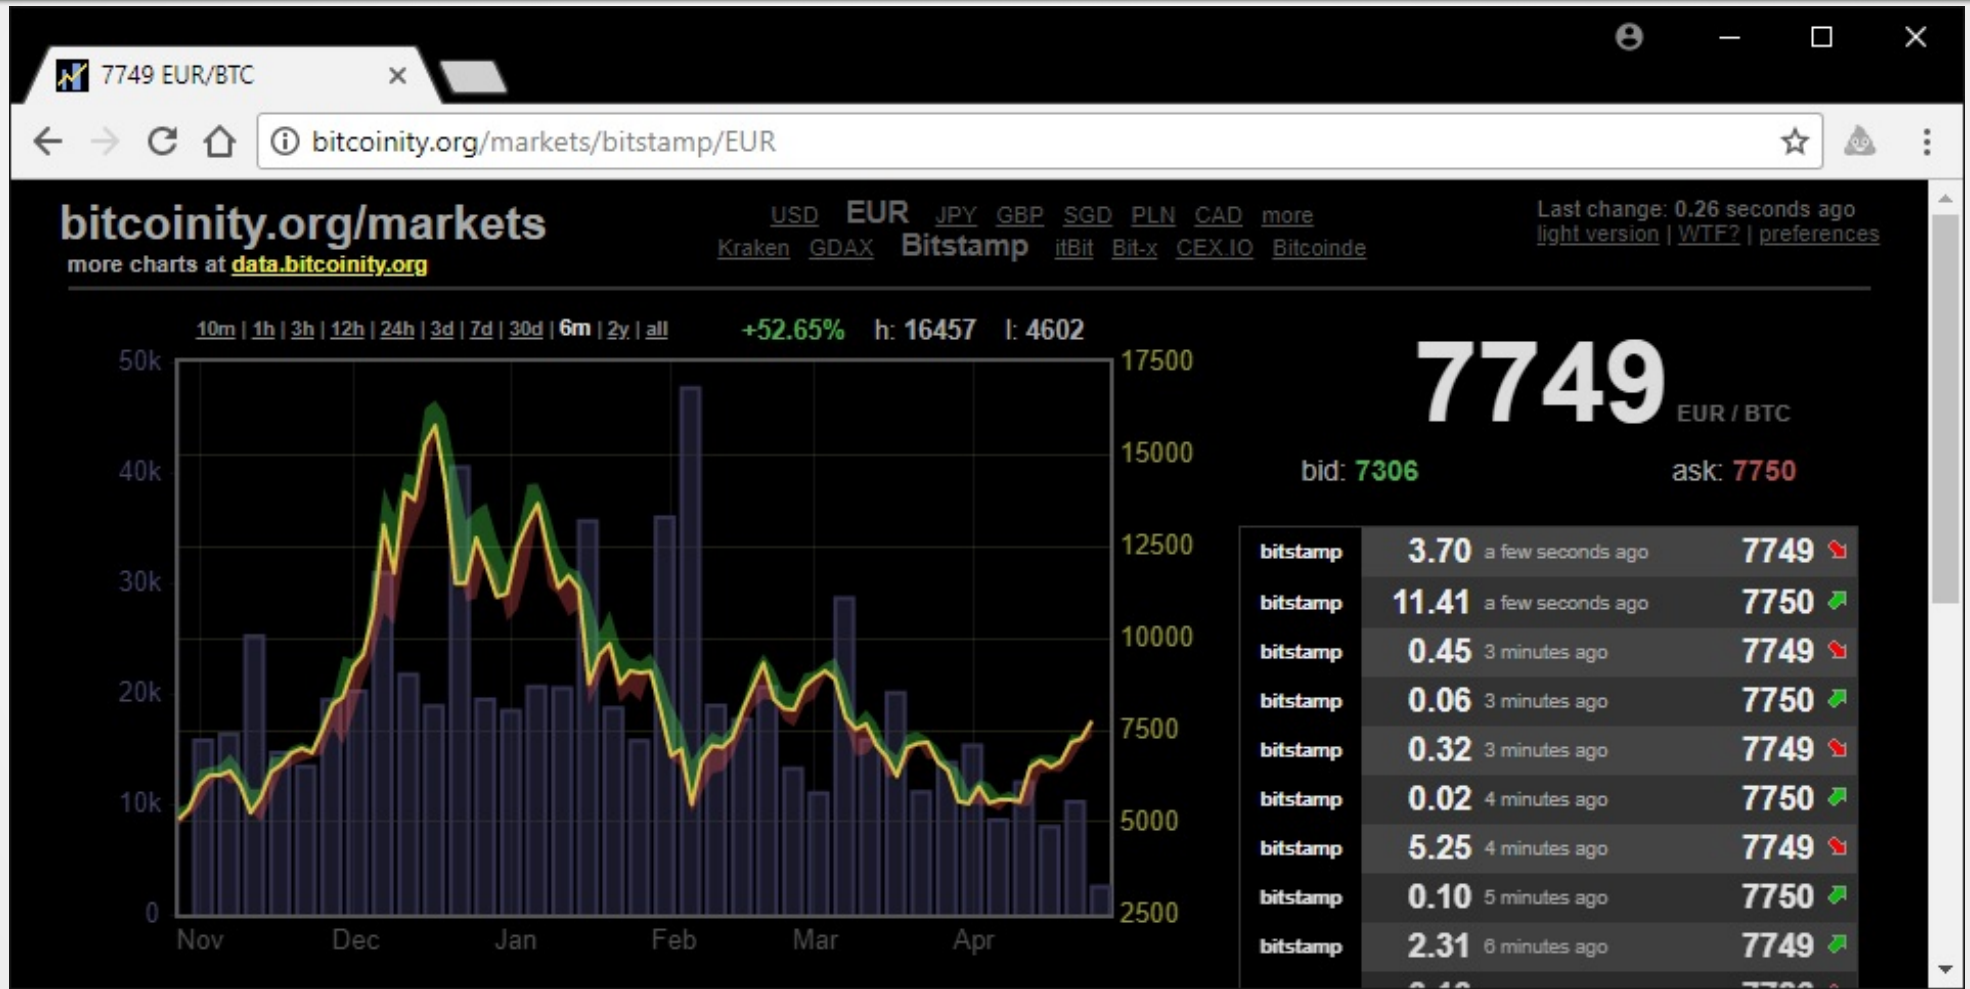 7749 EUR/BTC
bitcoinity.org/markets/bitstamp/EUR
bitcoinity.org/markets
more charts at data.bitcoinity.org
USD EUR JPY GBP SGD PLN CAD more
Kraken GDAX Bitstamp itBit Bit-x CEX.IO Bitcoinde
Last change: 0.26 seconds ago
light version | WTF? | preferences
10m | 1h | 3h | 12h | 24h | 3d | 7d | 30d | 6m | 2y | all
+52.65% h: 16457 l: 4602
50k
40k
30k
20k
10k
0
17500
15000
12500
10000
7500
5000
2500
Nov Dec Jan Feb Mar Apr
7749 EUR / BTC
bid: 7306 ask: 7750
bitstamp 3.70 a few seconds ago 7749
bitstamp 11.41 a few seconds ago 7750
bitstamp 0.45 3 minutes ago 7749
bitstamp 0.06 3 minutes ago 7750
bitstamp 0.32 3 minutes ago 7749
bitstamp 0.02 4 minutes ago 7750
bitstamp 5.25 4 minutes ago 7749
bitstamp 0.10 5 minutes ago 7750
bitstamp 2.31 6 minutes ago 7749